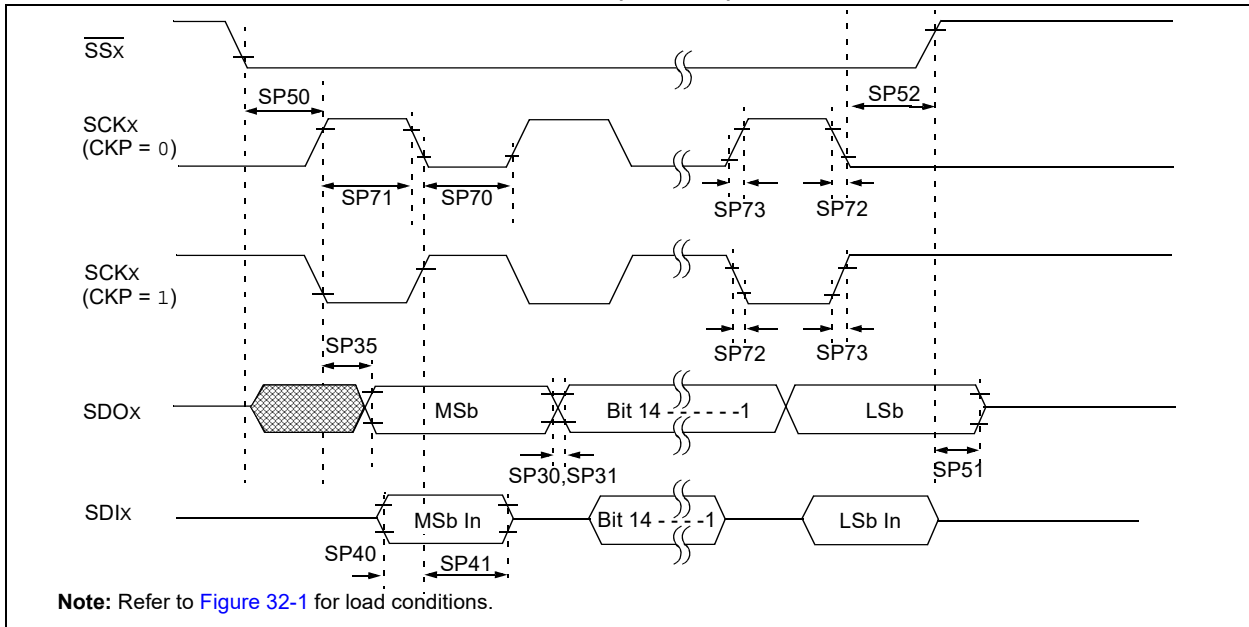 SSX
SP50
SP52
SCKX
(CKP = 0)
SP71
SP70
SP73
SP72
SCKX
(CKP = 1)
SP72
SP73
SP35
SDOX
MSb
Bit 14 - - - - - -1
LSb
SP30,SP31
SP51
SDIX
MSb In
Bit 14 - - - -1
LSb In
SP40
SP41
Note: Refer to Figure 32-1 for load conditions.